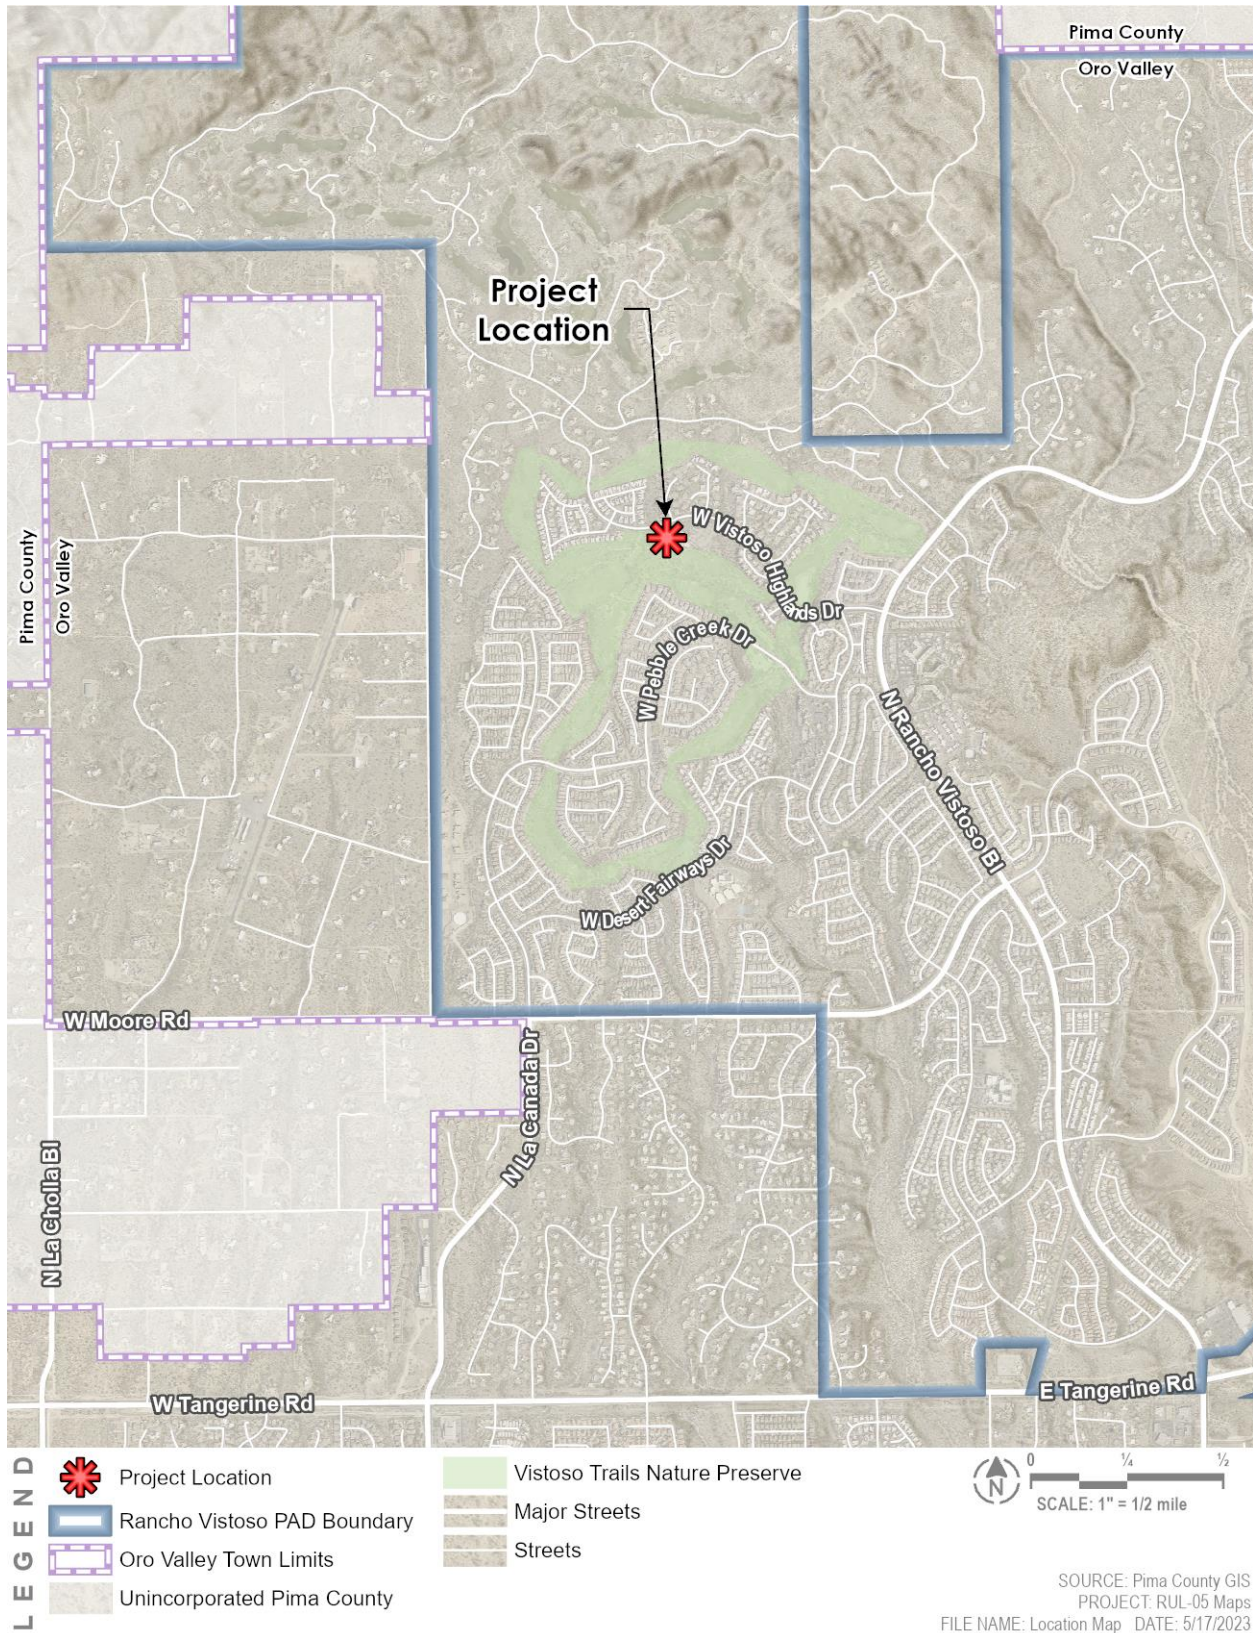 Pima County
Oro Valley
Project
Location
W Vistoso Highlands Dr
W Pebble Creek Dr
Pima County
Oro Valley
N Rancho Vistoso Bl
W Desert Fairways Dr
W Moore Rd
N La Canada Dr
N La Cholla Bl
W Tangerine Rd
E Tangerine Rd
LEGEND
Project Location
Rancho Vistoso PAD Boundary
Oro Valley Town Limits
Unincorporated Pima County
Vistoso Trails Nature Preserve
Major Streets
Streets
N
0 ¼ ½
SCALE: 1" = 1/2 mile
SOURCE: Pima County GIS
PROJECT: RUL-05 Maps
FILE NAME: Location Map DATE: 5/17/2023